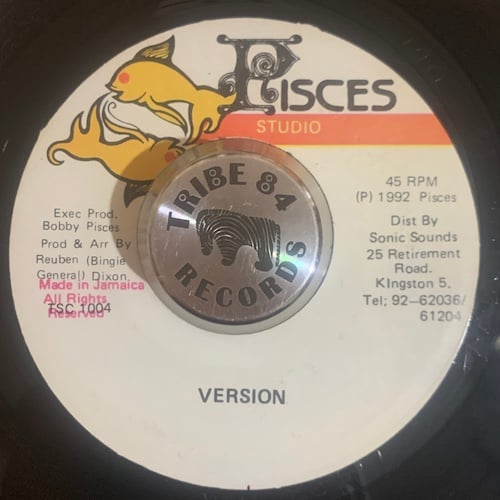 PISCES
STUDIO
45 RPM
(P) 1992 Pisces
Dist By
Sonic Sounds
25 Retirement
Road.
KIngston 5.
Tel; 92-62036/
61204
Exec Prod.
Bobby Pisces
Prod & Arr By
Reuben (Bingie
General) Dixon.
Made in Jamaica
All Rights
Reserved
TSC 1004
TRIBE 84
RECORDS
VERSION